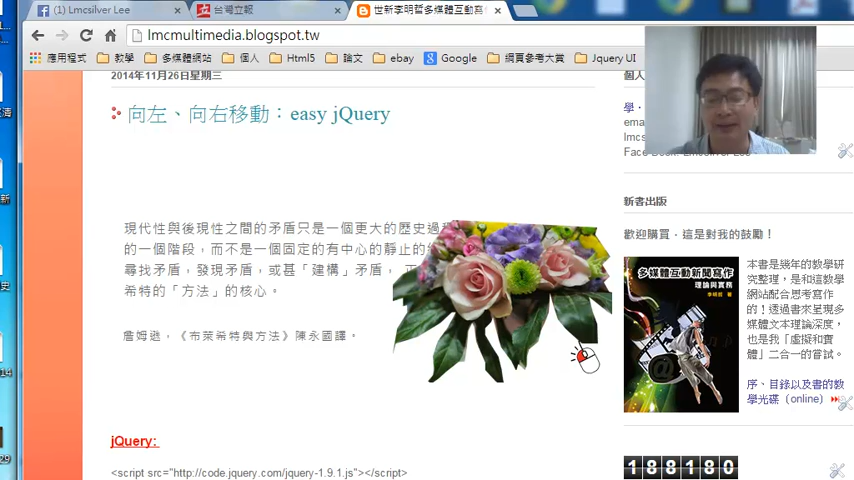 (1) Lmcsilver Lee
台灣立報
世新李明哲多媒體互動寫作
lmcmultimedia.blogspot.tw
應用程式
教學
多媒體網站
個人
Html5
論文
ebay
Google
網頁參考大賞
Jquery UI
2014年11月26日星期三
向左、向右移動：easy jQuery
現代性與後現性之間的矛盾只是一個更大的歷史過程
的一個階段，而不是一個固定的有中心的靜止的
尋找矛盾，發現矛盾，或甚「建構」矛盾，
希特的「方法」的核心。
詹姆遜，《布萊希特與方法》陳永國譯。
jQuery:
<script src="http://code.jquery.com/jquery-1.9.1.js"></script>
個人
學．
ema
lmcs
新書出版
歡迎購買．這是對我的鼓勵！
多媒體互動新聞寫作
理論與實務
李明哲 著
本書是幾年的教學研
究整理，是和這教學
網站配合思考寫作
的！透過書來呈現多
媒體文本理論深度，
也是我「虛擬和實
體」二合一的嘗試。
序、目錄以及書的教
學光碟（online）
188180